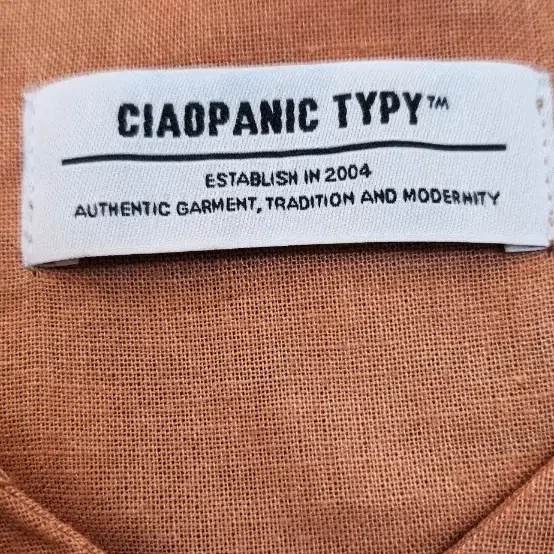 CIAOPANIC TYPY™
ESTABLISH IN 2004
AUTHENTIC GARMENT, TRADITION AND MODERNITY